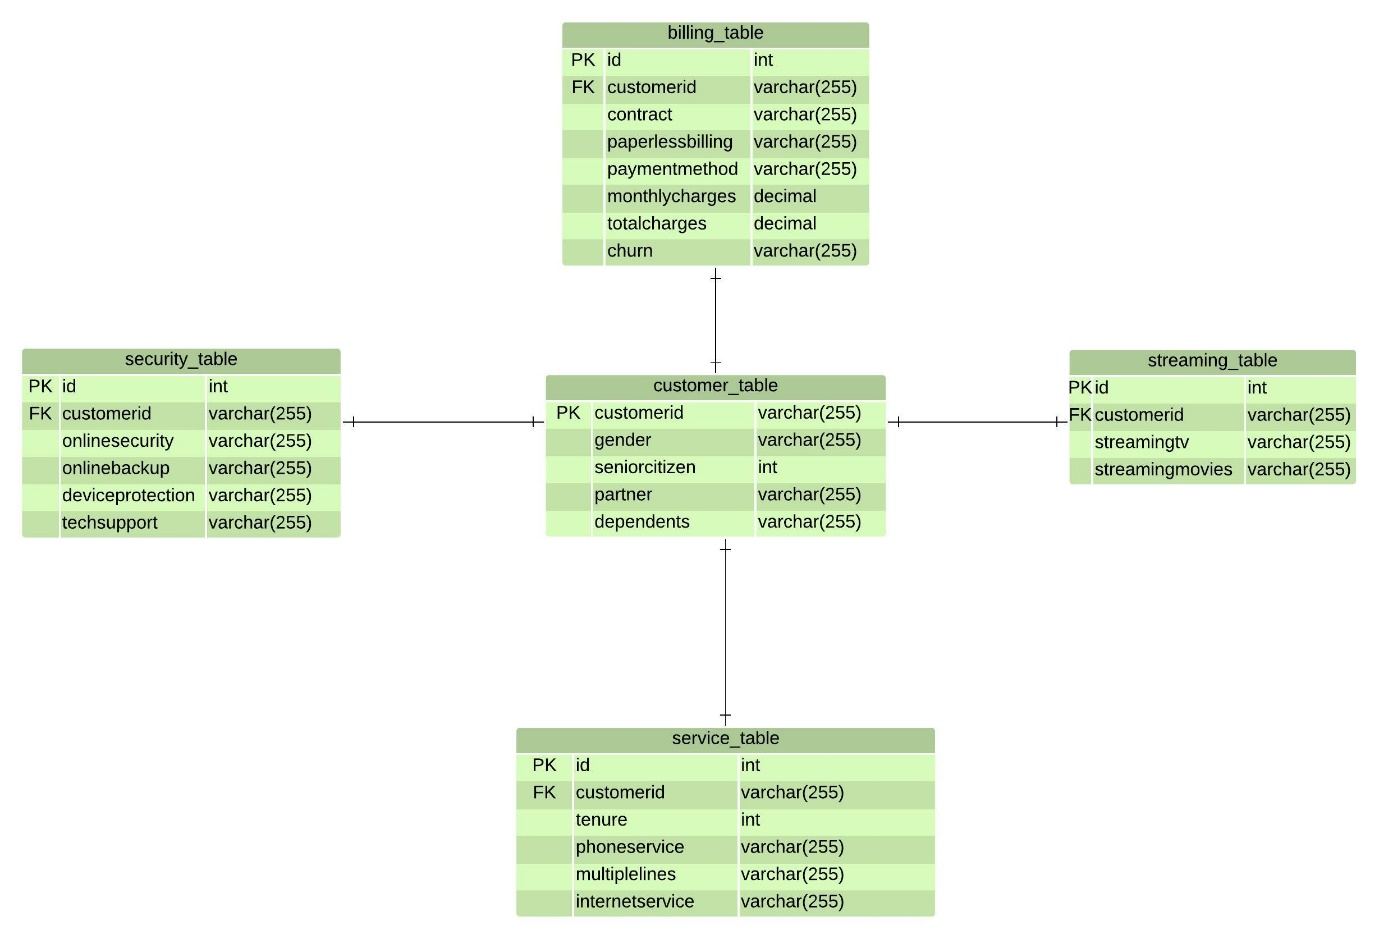 billing_table
PK id int
FK customerid varchar(255)
contract varchar(255)
paperlessbilling varchar(255)
paymentmethod varchar(255)
monthlycharges decimal
totalcharges decimal
churn varchar(255)
security_table
PK id int
FK customerid varchar(255)
onlinesecurity varchar(255)
onlinebackup varchar(255)
deviceprotection varchar(255)
techsupport varchar(255)
customer_table
PK customerid varchar(255)
gender varchar(255)
seniorcitizen int
partner varchar(255)
dependents varchar(255)
streaming_table
PK id int
FK customerid varchar(255)
streamingtv varchar(255)
streamingmovies varchar(255)
service_table
PK id int
FK customerid varchar(255)
tenure int
phoneservice varchar(255)
multiplelines varchar(255)
internetservice varchar(255)